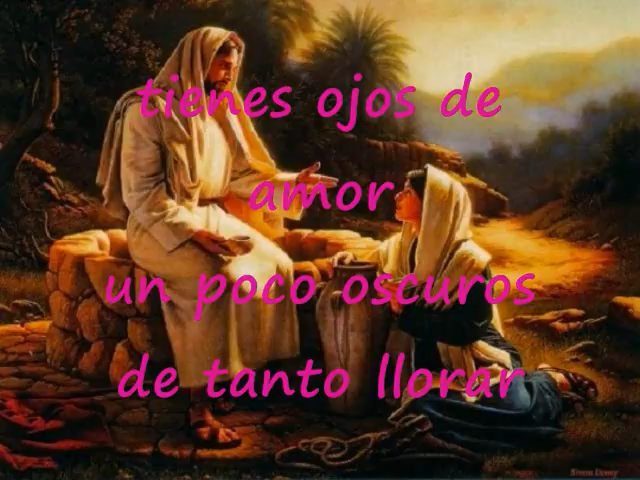 tienes ojos de
amor
un poco oscuros
de tanto llorar